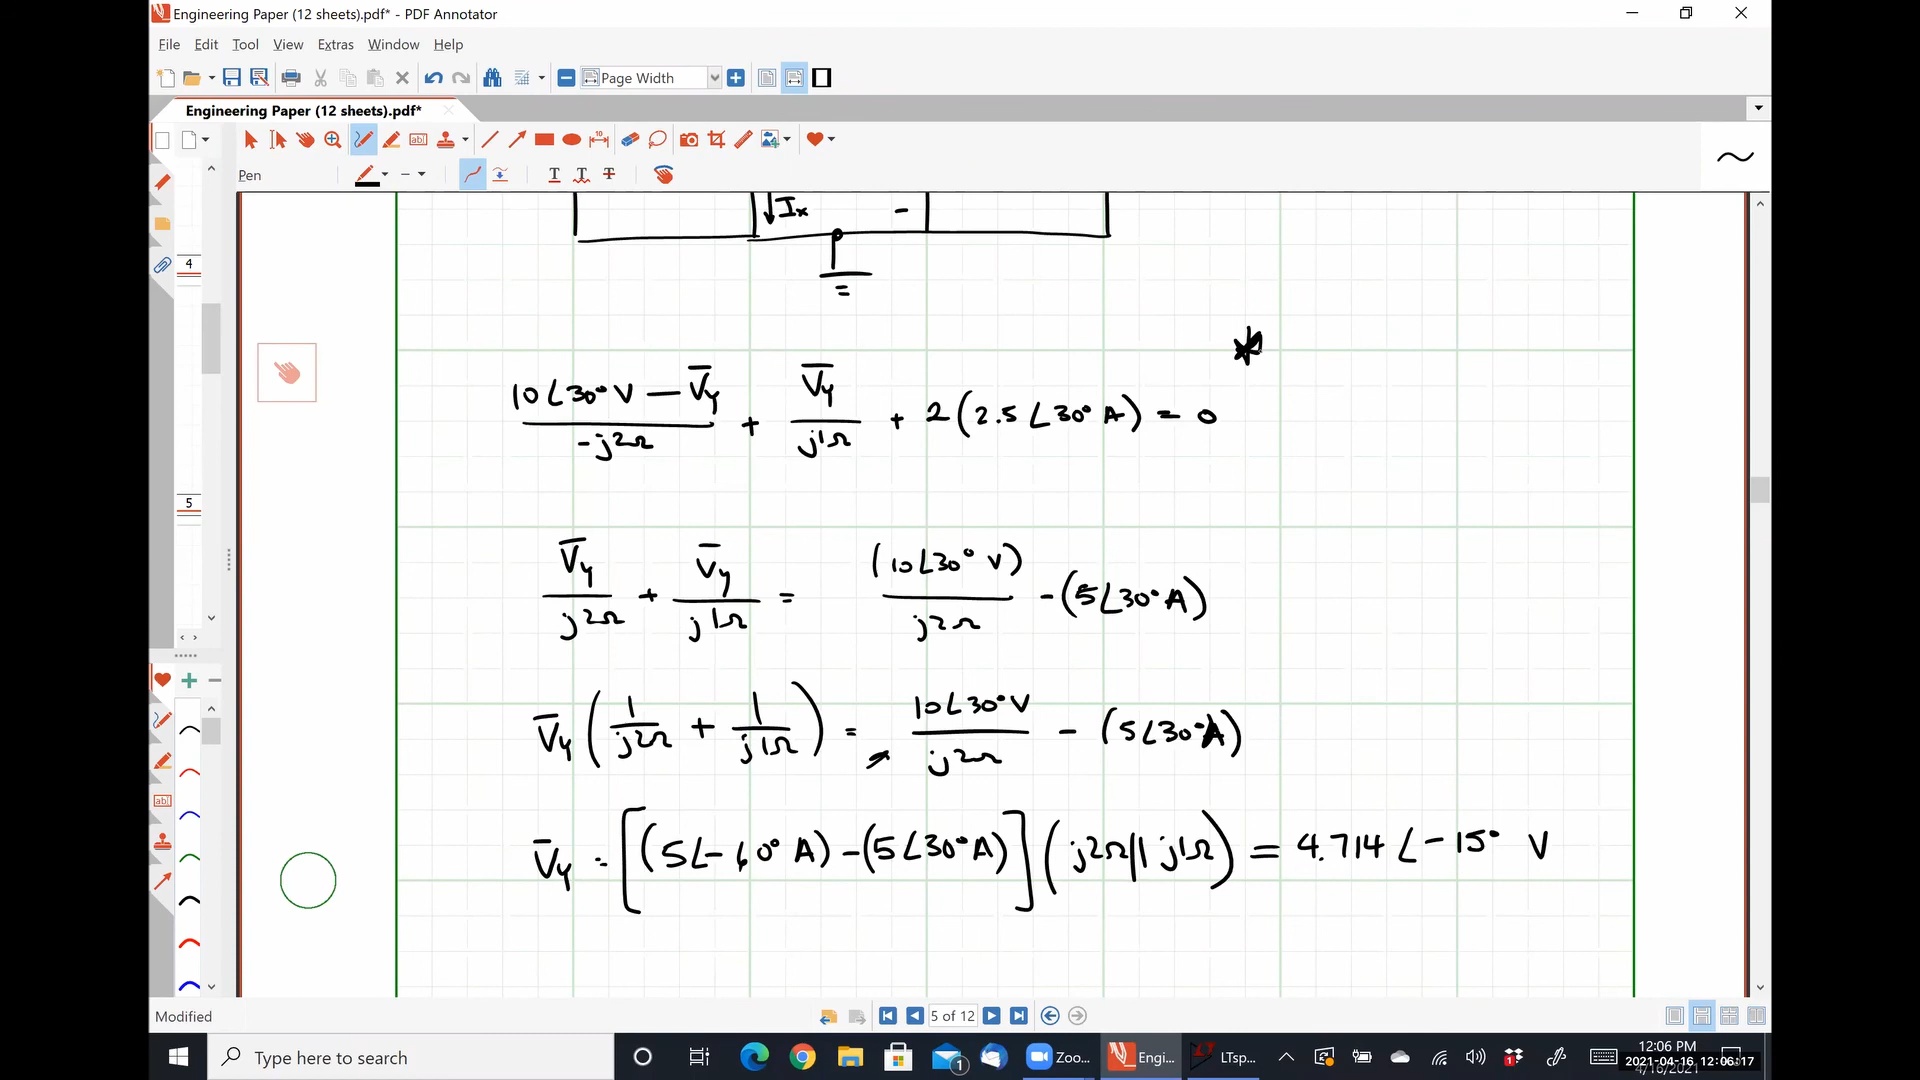 Engineering Paper (12 sheets).pdf* - PDF Annotator
File Edit Tool View Extras Window Help
Page Width
Engineering Paper (12 sheets).pdf*
Pen
4
5
↓Ix -
(10∠30° V − V̄y)/(-j2Ω) + V̄y/(j1Ω) + 2(2.5∠30° A) = 0
V̄y/(j2Ω) + V̄y/(j1Ω) = (10∠30° V)/(j2Ω) - (5∠30° A)
V̄y (1/(j2Ω) + 1/(j1Ω)) = 10∠30° V/(j2Ω) - (5∠30° A)
V̄y = [(5∠-60° A) - (5∠30° A)] (j2Ω || j1Ω) = 4.714 ∠-15° V
Modified
5 of 12
Type here to search
Zoo...
Engi...
LTsp...
12:06 PM
2021-04-16, 12:06:17